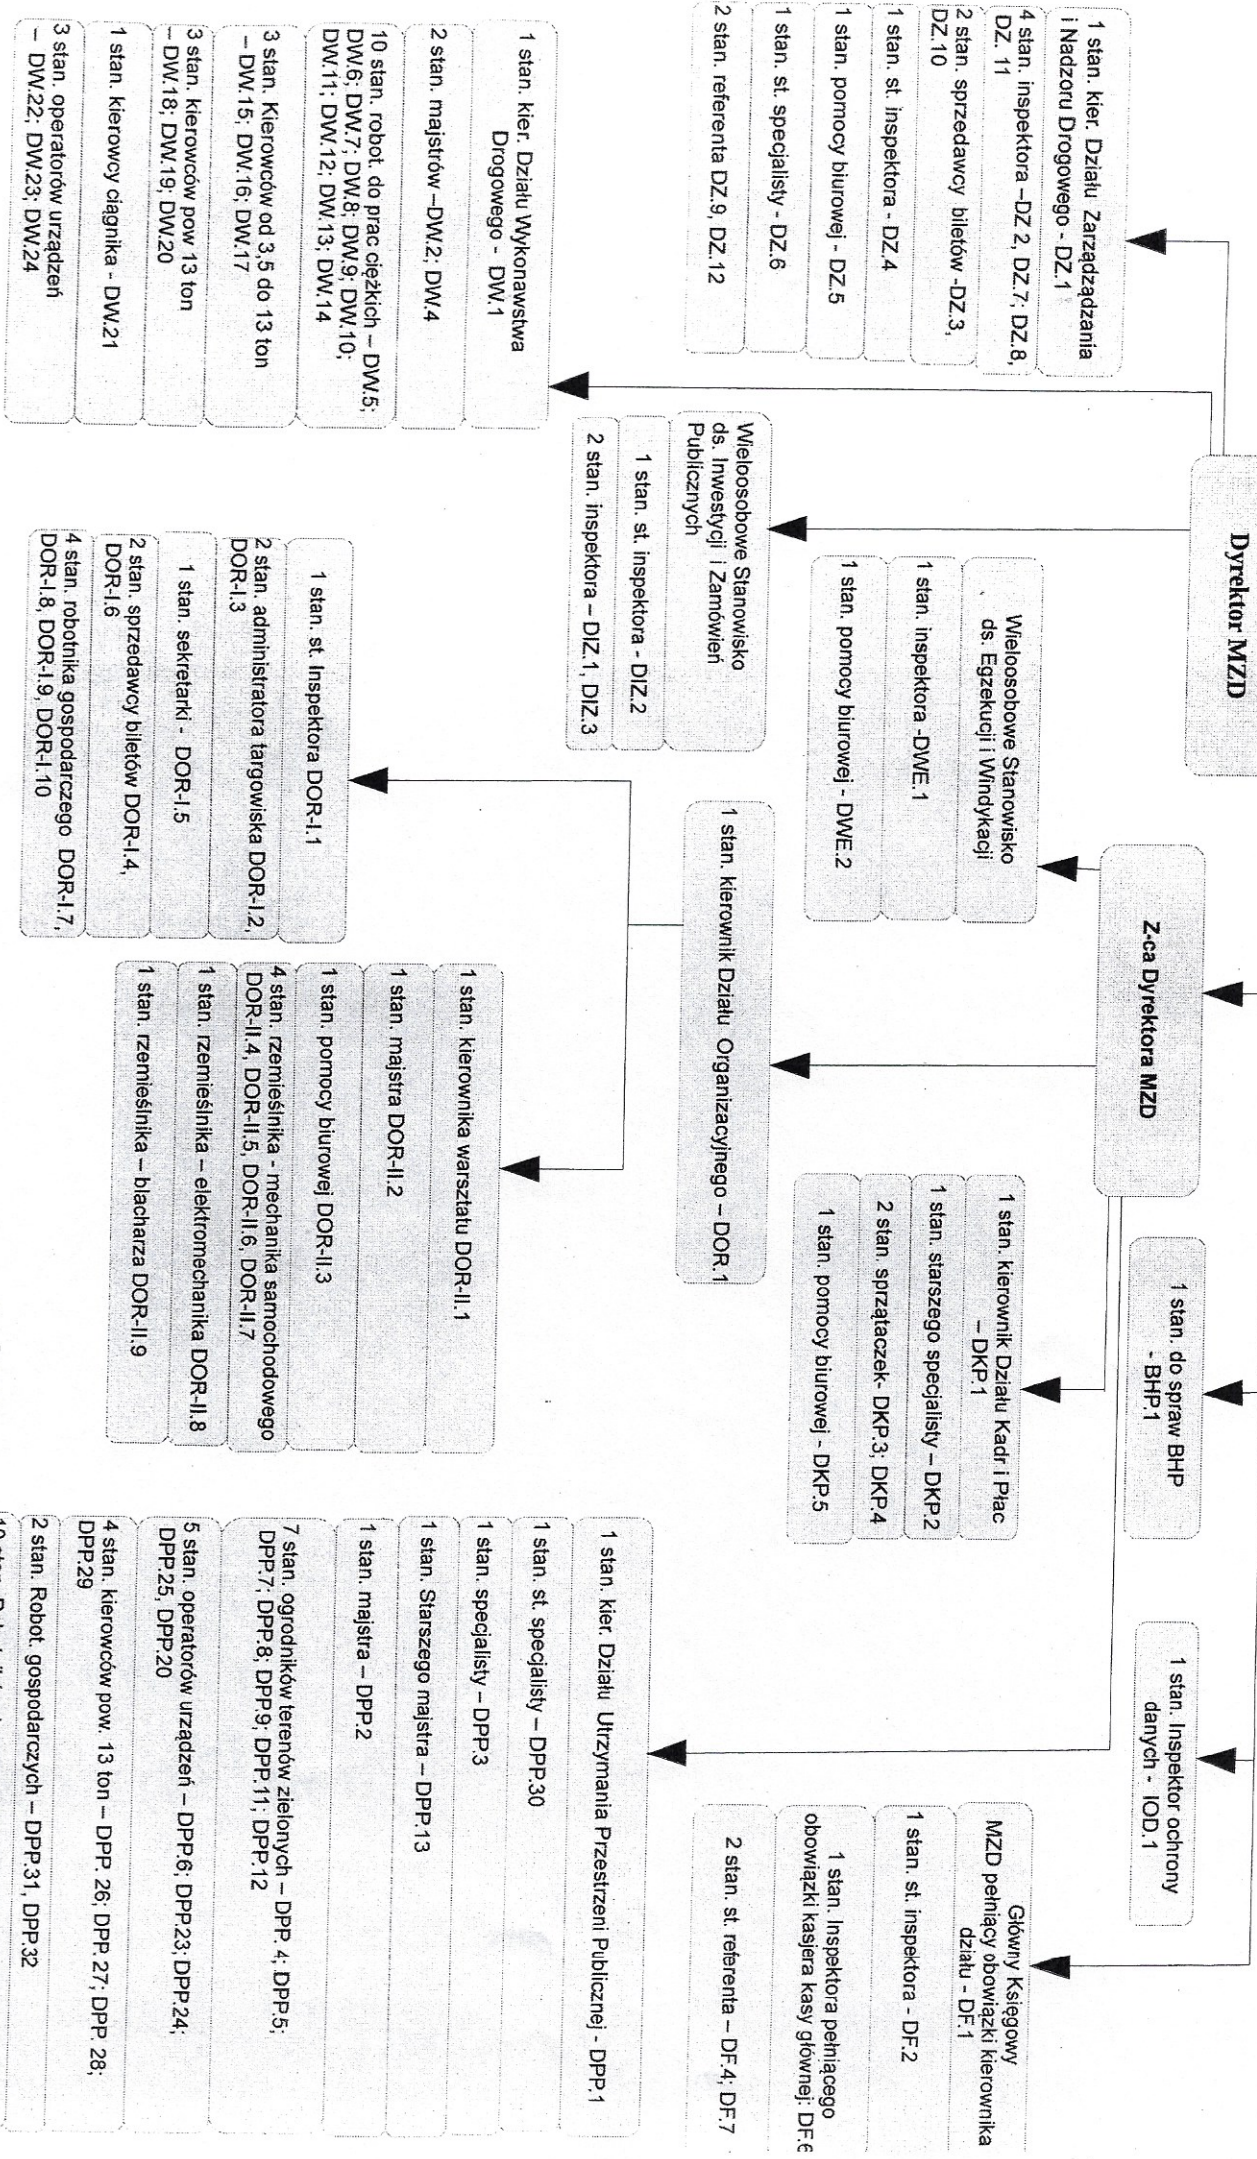 Dyrektor MZD
1 stan. kier. Działu Zarządzdzania
i Nadzoru Drogowego - DZ.1
4 stan. inspektora –DZ 2, DZ.7; DZ.8,
DZ. 11
2 stan. sprzedawcy biletów -DZ.3,
DZ.10
1 stan. st. inspektora - DZ.4
1 stan. pomocy biurowej - DZ.5
1 stan. st. specjalisty - DZ.6
2 stan. referenta DZ.9, DZ.12
1 stan. kier. Działu Wykonawstwa
Drogowego - DW.1
2 stan. majstrów –DW.2; DW.4
10 stan. robot. do prac ciężkich – DW.5;
DW.6; DW.7; DW.8; DW.9; DW.10;
DW.11; DW.12; DW.13; DW.14
3 stan. Kierowców od 3,5 do 13 ton
– DW.15; DW.16; DW.17
3 stan. kierowców pow 13 ton
– DW.18; DW.19; DW.20
1 stan. kierowcy ciągnika - DW.21
3 stan. operatorów urządzeń
– DW.22; DW.23; DW.24
Wieloosobowe Stanowisko
ds. Inwestycji i Zamówień
Publicznych
1 stan. st. inspektora - DIZ.2
2 stan. inspektora – DIZ.1, DIZ.3
Z-ca Dyrektora MZD
Wieloosobowe Stanowisko
ds. Egzekucji i Windykacji
1 stan. inspektora -DWE.1
1 stan. pomocy biurowej - DWE.2
1 stan. kierownik Działu Organizacyjnego – DOR.1
1 stan. st. Inspektora DOR-I.1
2 stan. administratora targowiska DOR-I.2,
DOR-I.3
1 stan. sekretarki - DOR-I.5
2 stan. sprzedawcy biletów DOR-I.4,
DOR-I.6
4 stan. robotnika gospodarczego DOR-I.7,
DOR-I.8, DOR-I.9, DOR-I.10
1 stan. kierownika warsztatu DOR-II.1
1 stan. majstra DOR-II.2
1 stan. pomocy biurowej DOR-II.3
4 stan. rzemieślnika - mechanika samochodowego
DOR-II.4, DOR-II.5, DOR-II.6, DOR-II.7
1 stan. rzemieślnika – elektromechanika DOR-II.8
1 stan. rzemieślnika – blacharza DOR-II.9
1 stan. kierownik Działu Kadr i Płac
– DKP.1
1 stan. starszego specjalisty – DKP.2
2 stan. sprzątaczek- DKP.3; DKP.4
1 stan. pomocy biurowej - DKP.5
1 stan. do spraw BHP
- BHP.1
1 stan. Inspektor ochrony
danych - IOD.1
1 stan. kier. Działu Utrzymania Przestrzeni Publicznej - DPP.1
1 stan. st. specjalisty – DPP.30
1 stan. specjalisty – DPP.3
1 stan. Starszego majstra – DPP.13
1 stan. majstra – DPP.2
7 stan. ogrodników terenów zielonych – DPP. 4; DPP.5;
DPP.7; DPP.8; DPP.9; DPP.11; DPP.12
5 stan. operatorów urządzeń – DPP.6; DPP.23; DPP.24;
DPP.25, DPP.20
4 stan. kierowców pow. 13 ton – DPP. 26; DPP.27; DPP. 28;
DPP.29
2 stan. Robot. gospodarczych – DPP.31, DPP.32
Główny Księgowy
MZD pełniący obowiązki kierownika
działu - DF.1
1 stan. st. inspektora - DF.2
1 stan. Inspektora pełniącego
obowiązki kasjera kasy głównej: DF.6
2 stan. st. referenta – DF.4; DF.7